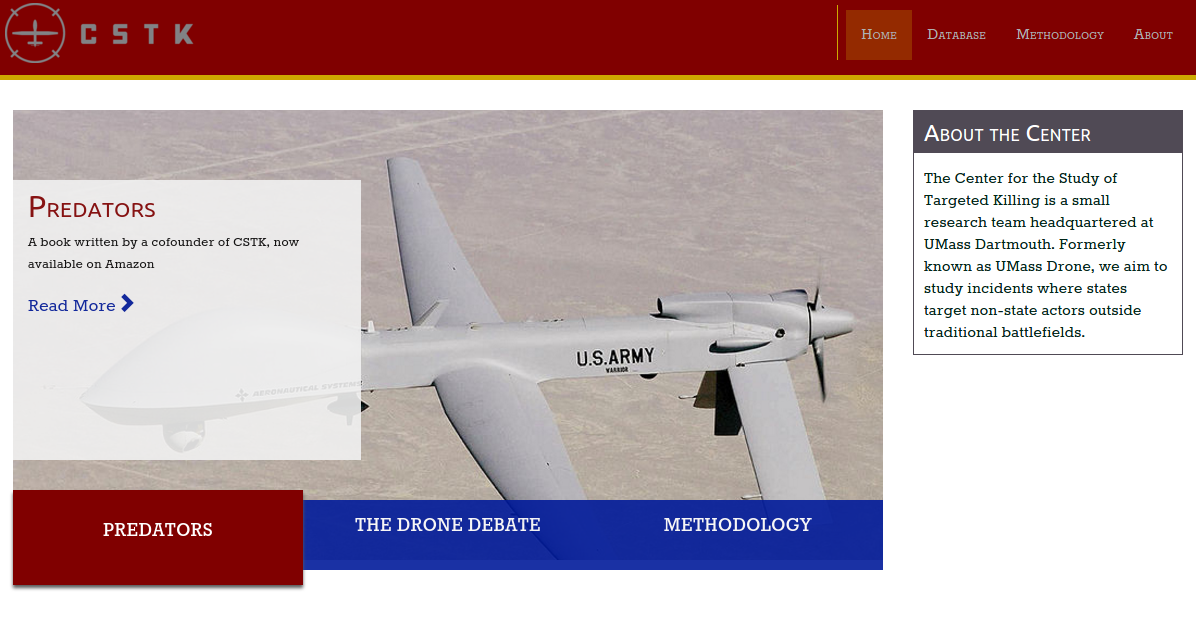 CSTK
Home
Database
Methodology
About
Predators
A book written by a cofounder of CSTK, now
available on Amazon
Read More
AERONAUTICAL SYSTEMS
U.S.ARMY
WARRIOR
PREDATORS
THE DRONE DEBATE
METHODOLOGY
About the Center
The Center for the Study of
Targeted Killing is a small
research team headquartered at
UMass Dartmouth. Formerly
known as UMass Drone, we aim to
study incidents where states
target non-state actors outside
traditional battlefields.